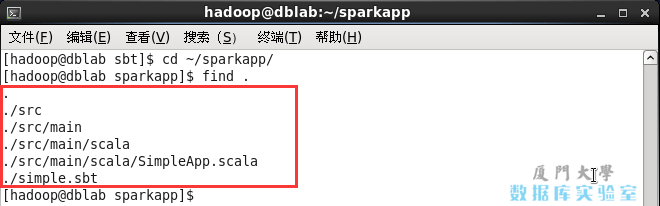 hadoop@dblab:~/sparkapp
文件(F) 编辑(E) 查看(V) 搜索(S) 终端(T) 帮助(H)
[hadoop@dblab sbt]$ cd ~/sparkapp/
[hadoop@dblab sparkapp]$ find .
.
./src
./src/main
./src/main/scala
./src/main/scala/SimpleApp.scala
./simple.sbt
[hadoop@dblab sparkapp]$
厦門大學
数据库实验室